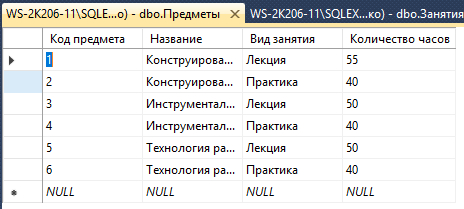 WS-2K206-11\SQLE...o) - dbo.Предметы WS-2K206-11\SQLEX...ко) - dbo.Занятия
Код предмета Название Вид занятия Количество часов
1 Конструирова... Лекция 55
2 Конструирова... Практика 40
3 Инструментал... Лекция 50
4 Инструментал... Практика 40
5 Технология ра... Лекция 50
6 Технология ра... Практика 40
NULL NULL NULL NULL